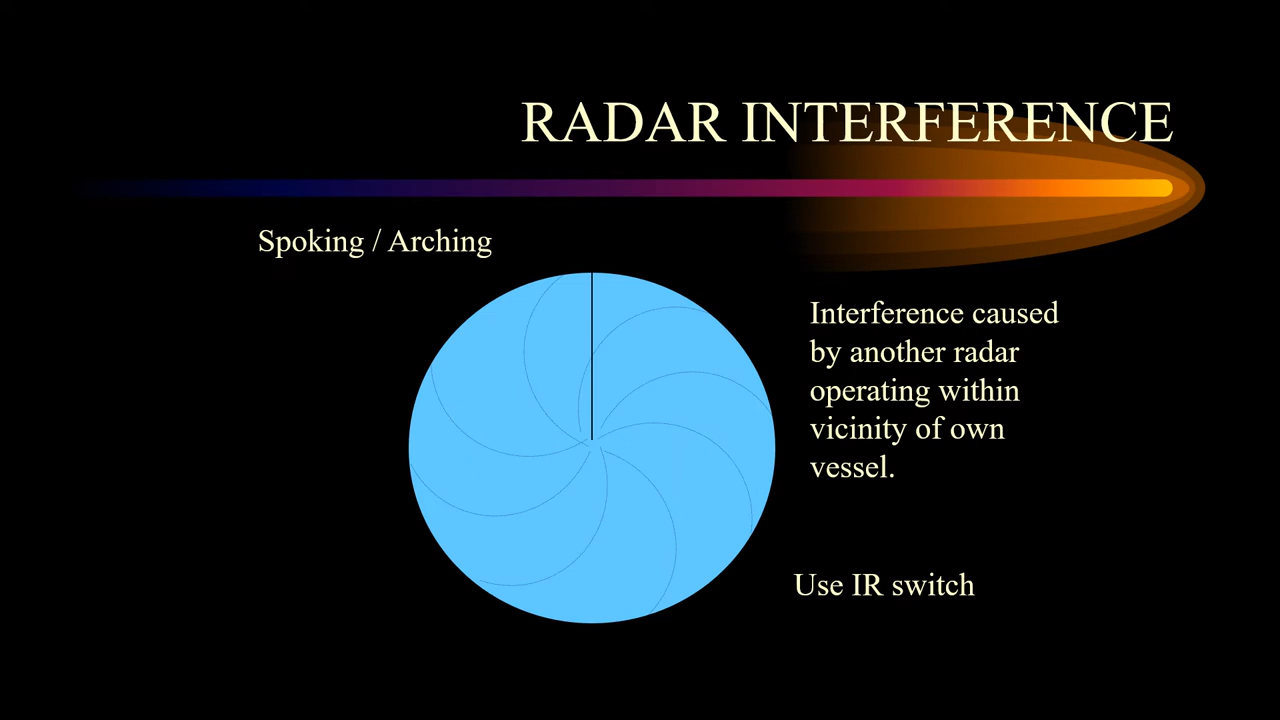 RADAR INTERFERENCE
Spoking / Arching
Interference caused
by another radar
operating within
vicinity of own
vessel.
Use IR switch